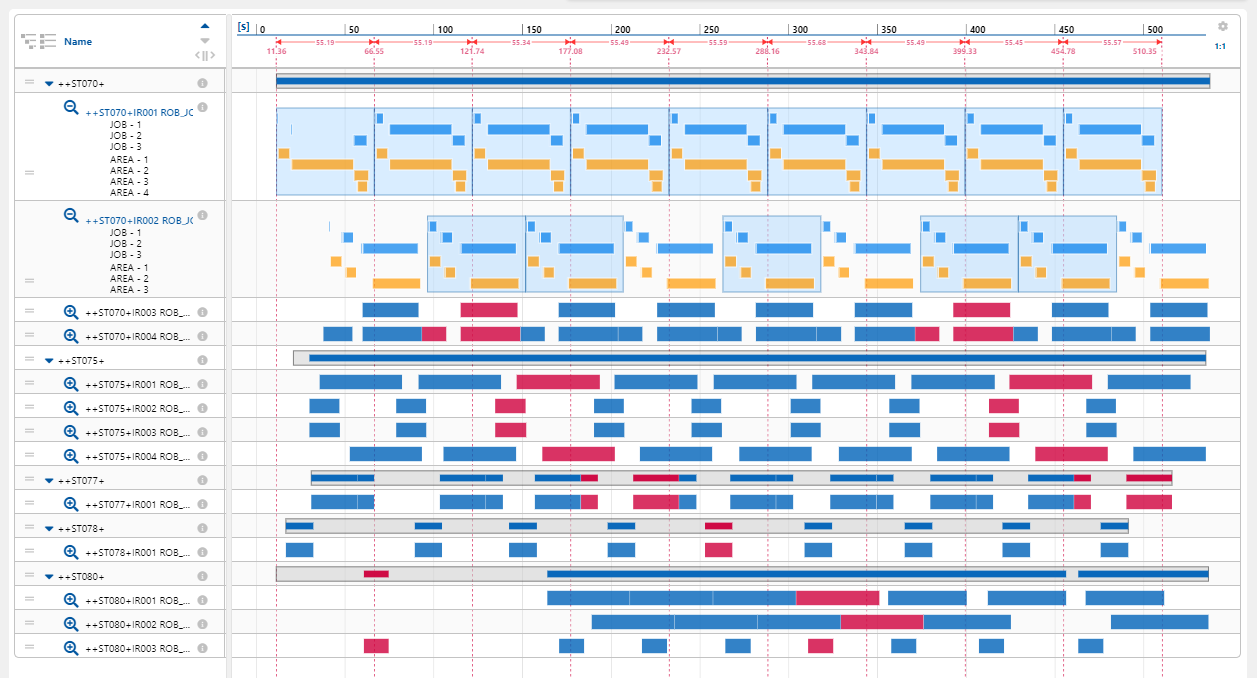 [s] 0 50 100 150 200 250 300 350 400 450 500
55.19 55.19 55.34 55.49 55.59 55.68 55.49 55.45 55.57
11.36 66.55 121.74 177.08 232.57 288.16 343.84 399.33 454.78 510.35
1:1
Name
++ST070+
++ST070+IR001 ROB_JO
JOB - 1
JOB - 2
JOB - 3
AREA - 1
AREA - 2
AREA - 3
AREA - 4
++ST070+IR002 ROB_JO
JOB - 1
JOB - 2
JOB - 3
AREA - 1
AREA - 2
AREA - 3
++ST070+IR003 ROB_...
++ST070+IR004 ROB_...
++ST075+
++ST075+IR001 ROB_...
++ST075+IR002 ROB_...
++ST075+IR003 ROB_...
++ST075+IR004 ROB_...
++ST077+
++ST077+IR001 ROB_...
++ST078+
++ST078+IR001 ROB_...
++ST080+
++ST080+IR001 ROB_...
++ST080+IR002 ROB_...
++ST080+IR003 ROB_...